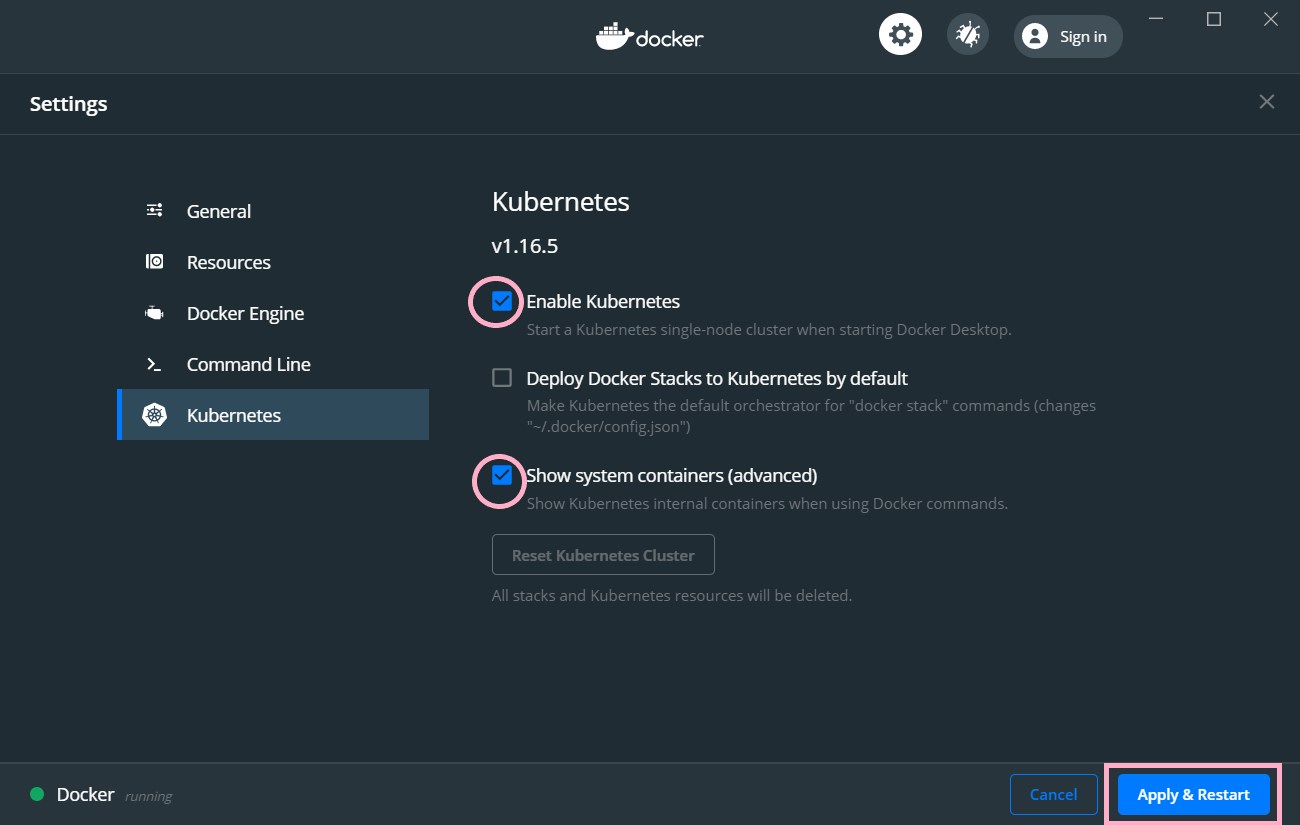 docker
Sign in
Settings
General
Resources
Docker Engine
Command Line
Kubernetes
Kubernetes
v1.16.5
Enable Kubernetes
Start a Kubernetes single-node cluster when starting Docker Desktop.
Deploy Docker Stacks to Kubernetes by default
Make Kubernetes the default orchestrator for "docker stack" commands (changes
"~/.docker/config.json")
Show system containers (advanced)
Show Kubernetes internal containers when using Docker commands.
Reset Kubernetes Cluster
All stacks and Kubernetes resources will be deleted.
Docker running
Cancel
Apply & Restart